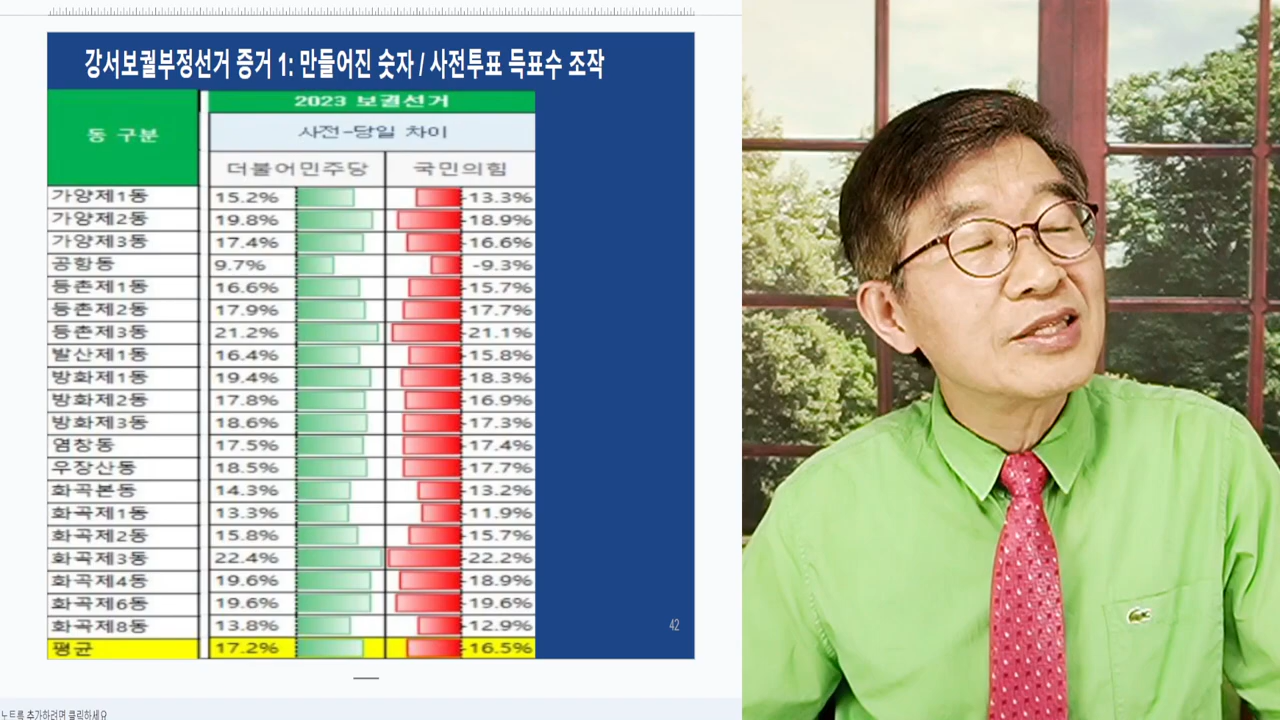 강서보궐부정선거 증거 1: 만들어진 숫자 / 사전투표 득표수 조작
동 구분
2023 보궐선거
사전-당일 차이
더불어민주당 국민의힘
가양제1동 15.2% -13.3%
가양제2동 19.8% -18.9%
가양제3동 17.4% -16.6%
공항동 9.7% -9.3%
등촌제1동 16.6% -15.7%
등촌제2동 17.9% -17.7%
등촌제3동 21.2% -21.1%
발산제1동 16.4% -15.8%
방화제1동 19.4% -18.3%
방화제2동 17.8% -16.9%
방화제3동 18.6% -17.3%
염창동 17.5% -17.4%
우장산동 18.5% -17.7%
화곡본동 14.3% -13.2%
화곡제1동 13.3% -11.9%
화곡제2동 15.8% -15.7%
화곡제3동 22.4% -22.2%
화곡제4동 19.6% -18.9%
화곡제6동 19.6% -19.6%
화곡제8동 13.8% -12.9%
평균 17.2% -16.5%
42
노트를 추가하려면 클릭하세요